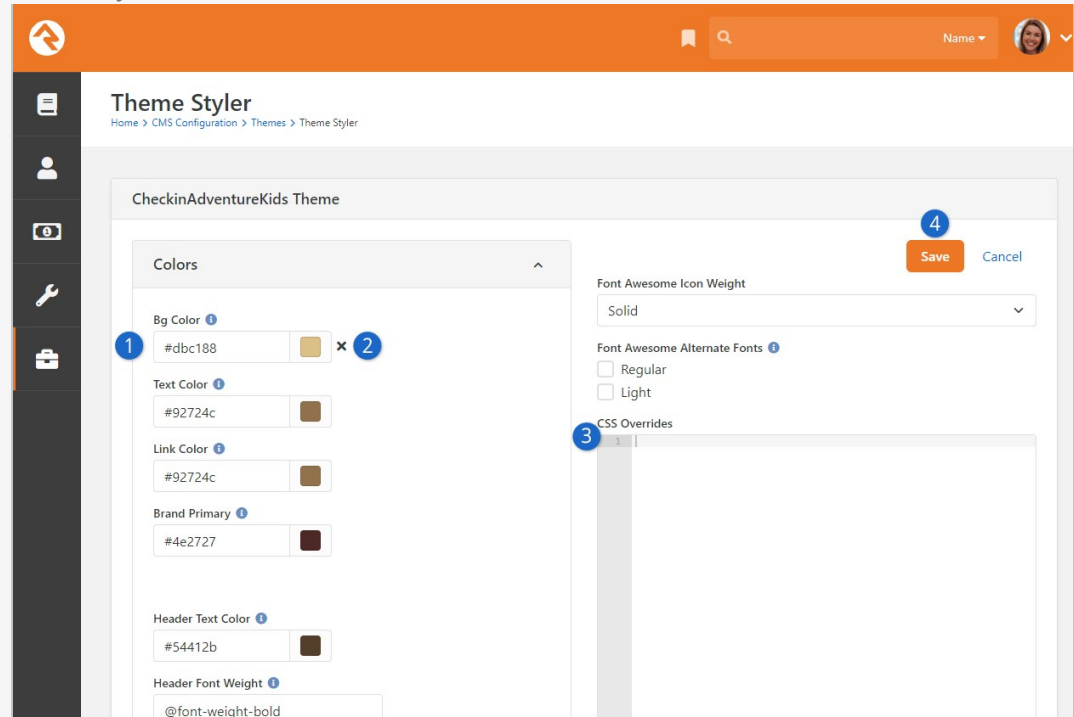 Name
Theme Styler
Home > CMS Configuration > Themes > Theme Styler
CheckinAdventureKids Theme
4
Colors
Save Cancel
Font Awesome Icon Weight
Solid
Bg Color
1 #dbc188 2
Font Awesome Alternate Fonts
Regular
Light
Text Color
#92724c
CSS Overrides
3 1
Link Color
#92724c
Brand Primary
#4e2727
Header Text Color
#54412b
Header Font Weight
@font-weight-bold